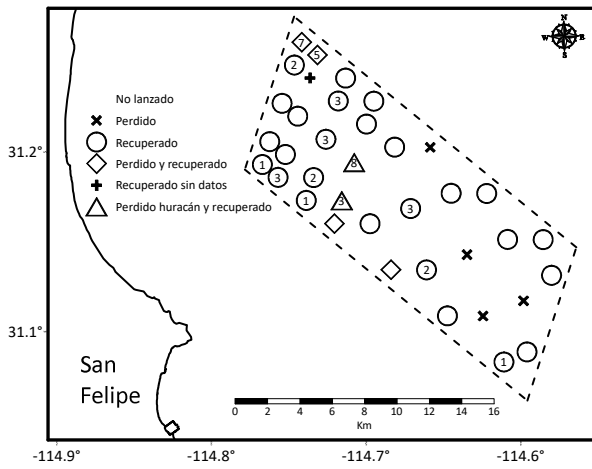 N
W
E
S
7
5
2
3
3
1
3
2
8
1
3
3
2
1
No lanzado
Perdido
Recuperado
Perdido y recuperado
Recuperado sin datos
Perdido huracán y recuperado
31.2
31.1
San
Felipe
0 2 4 6 8 10 12 14 16
Km
-114.9 -114.8 -114.7 -114.6